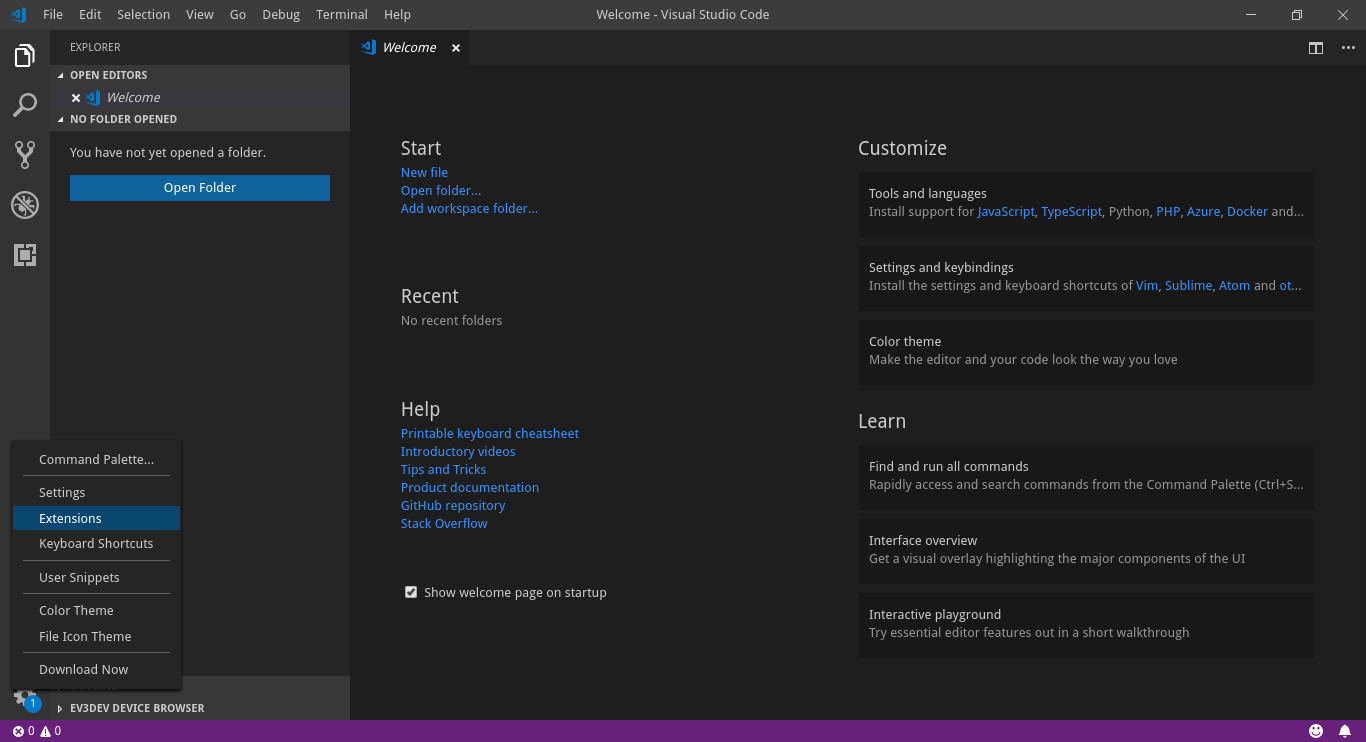 File Edit Selection View Go Debug Terminal Help
Welcome - Visual Studio Code
EXPLORER
OPEN EDITORS
Welcome
NO FOLDER OPENED
You have not yet opened a folder.
Open Folder
Welcome
Start
New file
Open folder...
Add workspace folder...
Recent
No recent folders
Help
Printable keyboard cheatsheet
Introductory videos
Tips and Tricks
Product documentation
GitHub repository
Stack Overflow
Show welcome page on startup
Customize
Tools and languages
Install support for JavaScript, TypeScript, Python, PHP, Azure, Docker and...
Settings and keybindings
Install the settings and keyboard shortcuts of Vim, Sublime, Atom and ot...
Color theme
Make the editor and your code look the way you love
Learn
Find and run all commands
Rapidly access and search commands from the Command Palette (Ctrl+S...
Interface overview
Get a visual overlay highlighting the major components of the UI
Interactive playground
Try essential editor features out in a short walkthrough
Command Palette...
Settings
Extensions
Keyboard Shortcuts
User Snippets
Color Theme
File Icon Theme
Download Now
1
EV3DEV DEVICE BROWSER
0 0